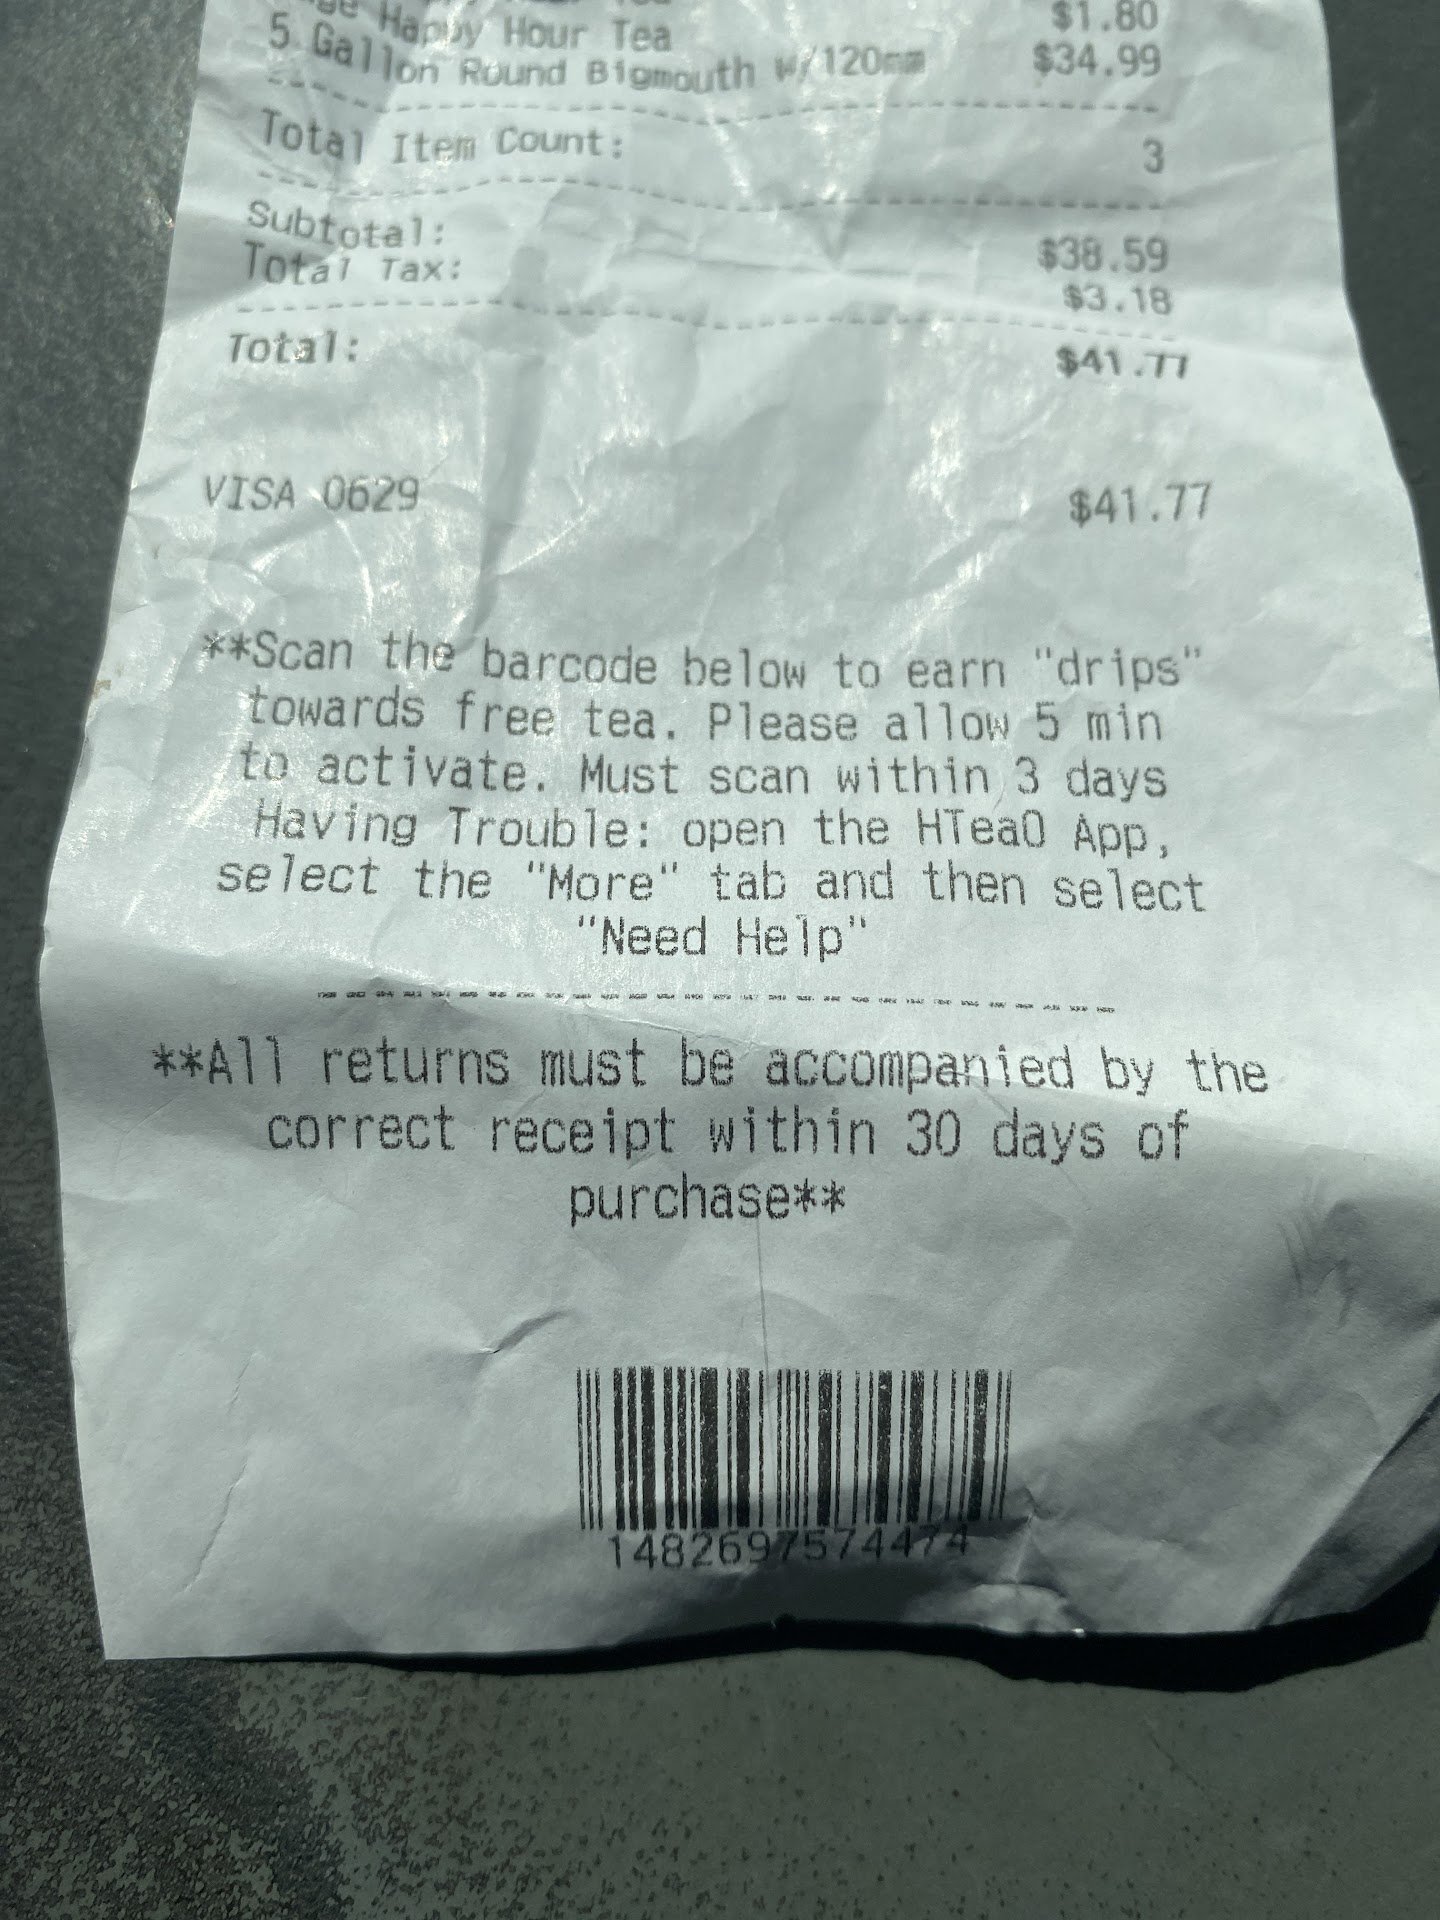 Happy Hour Tea $1.80
5 Gallon Round Bigmouth W/120mm $34.99
Total Item Count: 3
Subtotal: $38.59
Total Tax: $3.18
Total: $41.77
VISA 0629 $41.77
**Scan the barcode below to earn "drips"
towards free tea. Please allow 5 min
to activate. Must scan within 3 days
Having Trouble: open the HTeaO App,
select the "More" tab and then select
"Need Help"
**All returns must be accompanied by the
correct receipt within 30 days of
purchase**
1482697574474